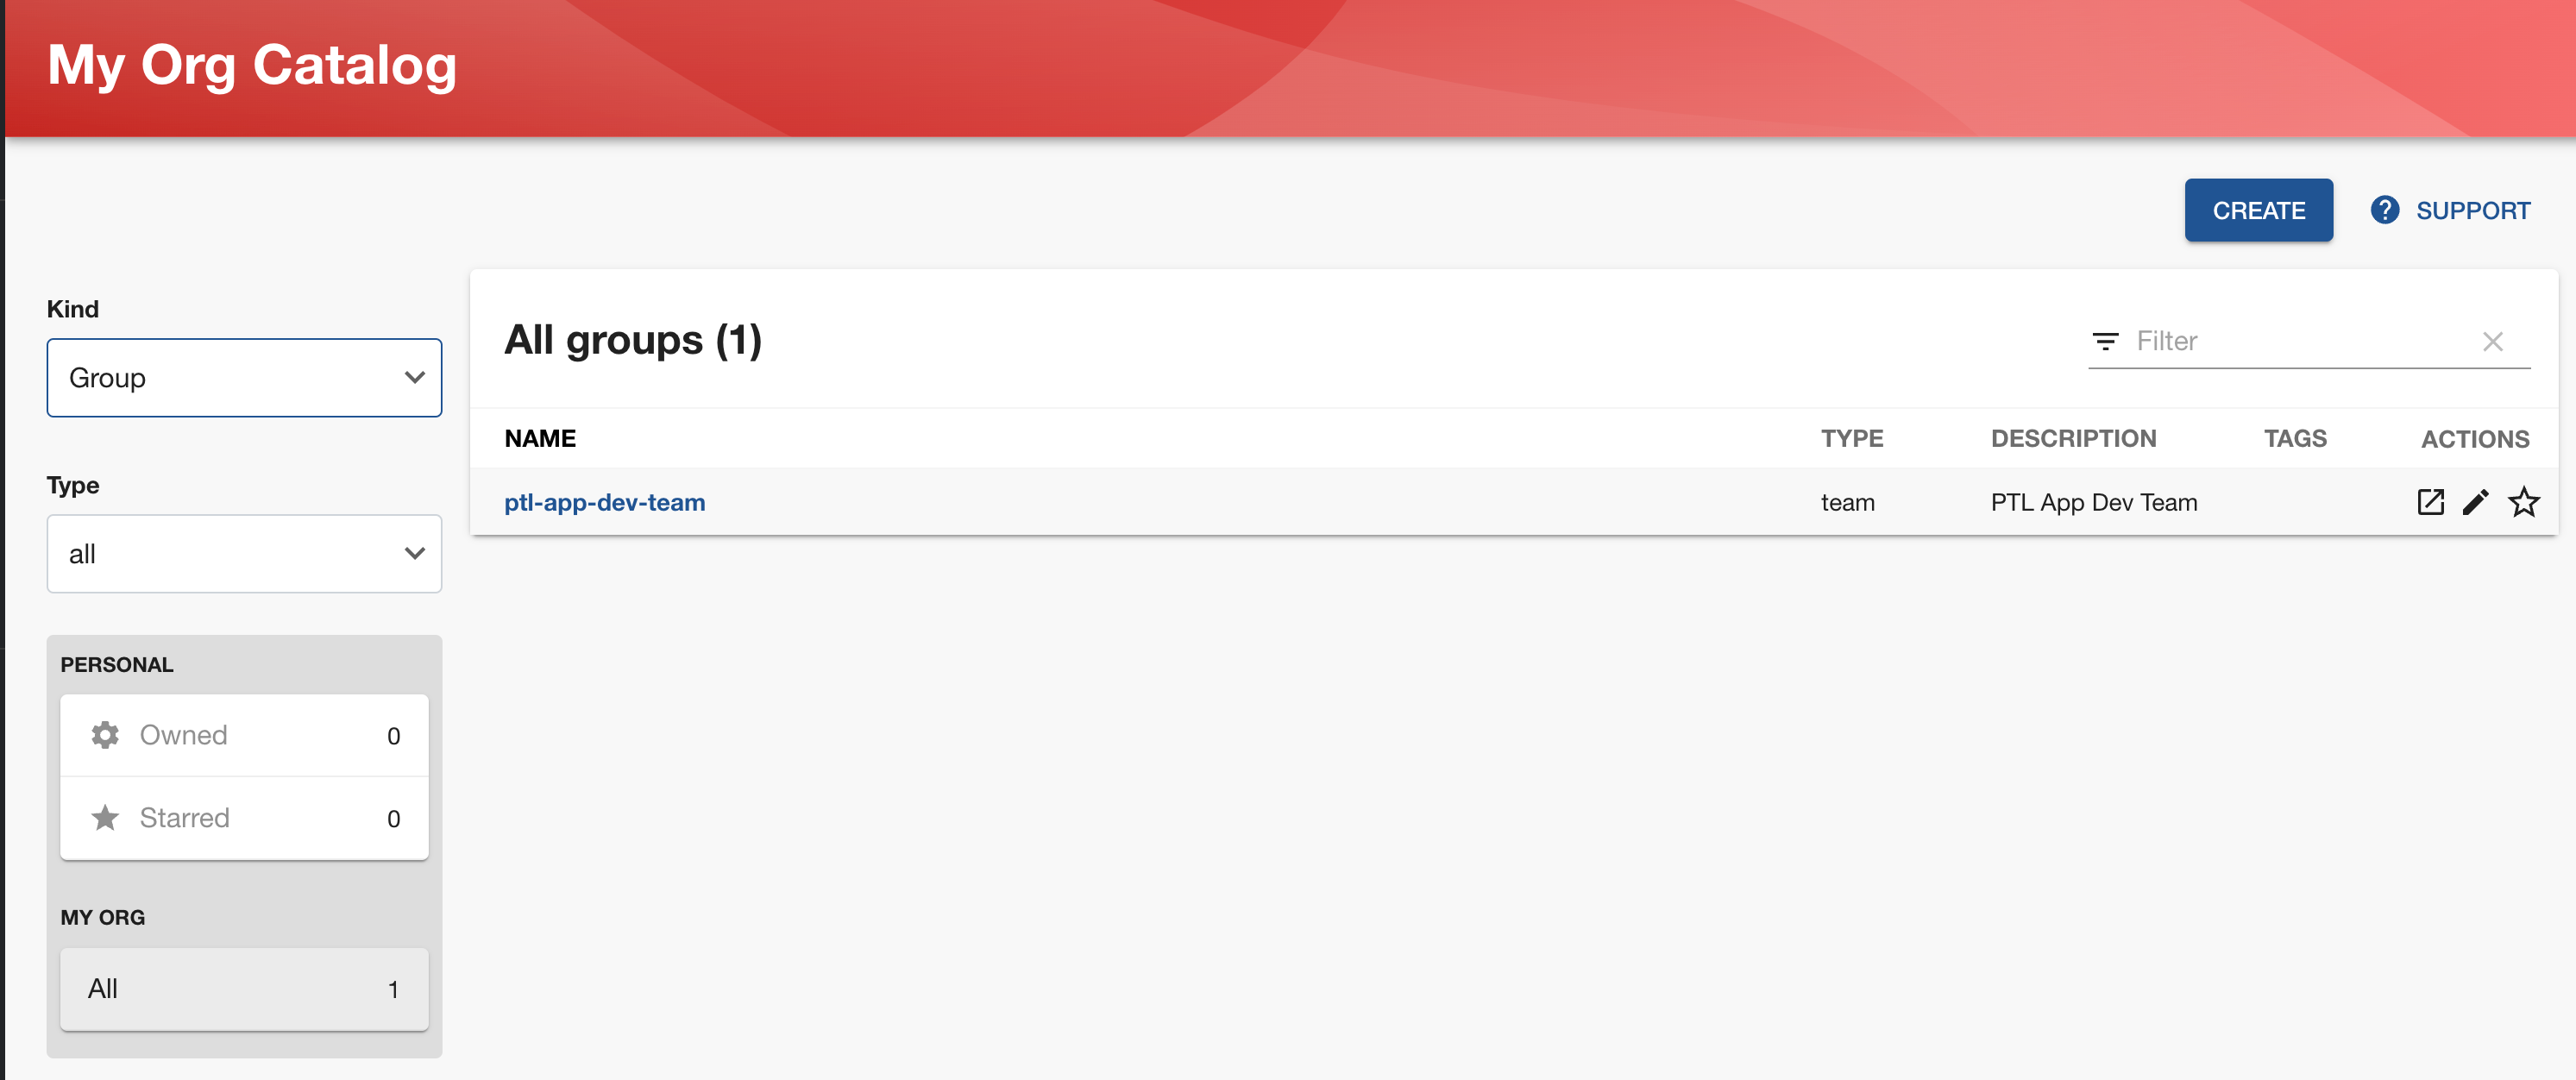 My Org Catalog
CREATE
SUPPORT
Kind
Group
Type
all
PERSONAL
Owned 0
Starred 0
MY ORG
All 1
All groups (1)
Filter
NAME TYPE DESCRIPTION TAGS ACTIONS
ptl-app-dev-team team PTL App Dev Team